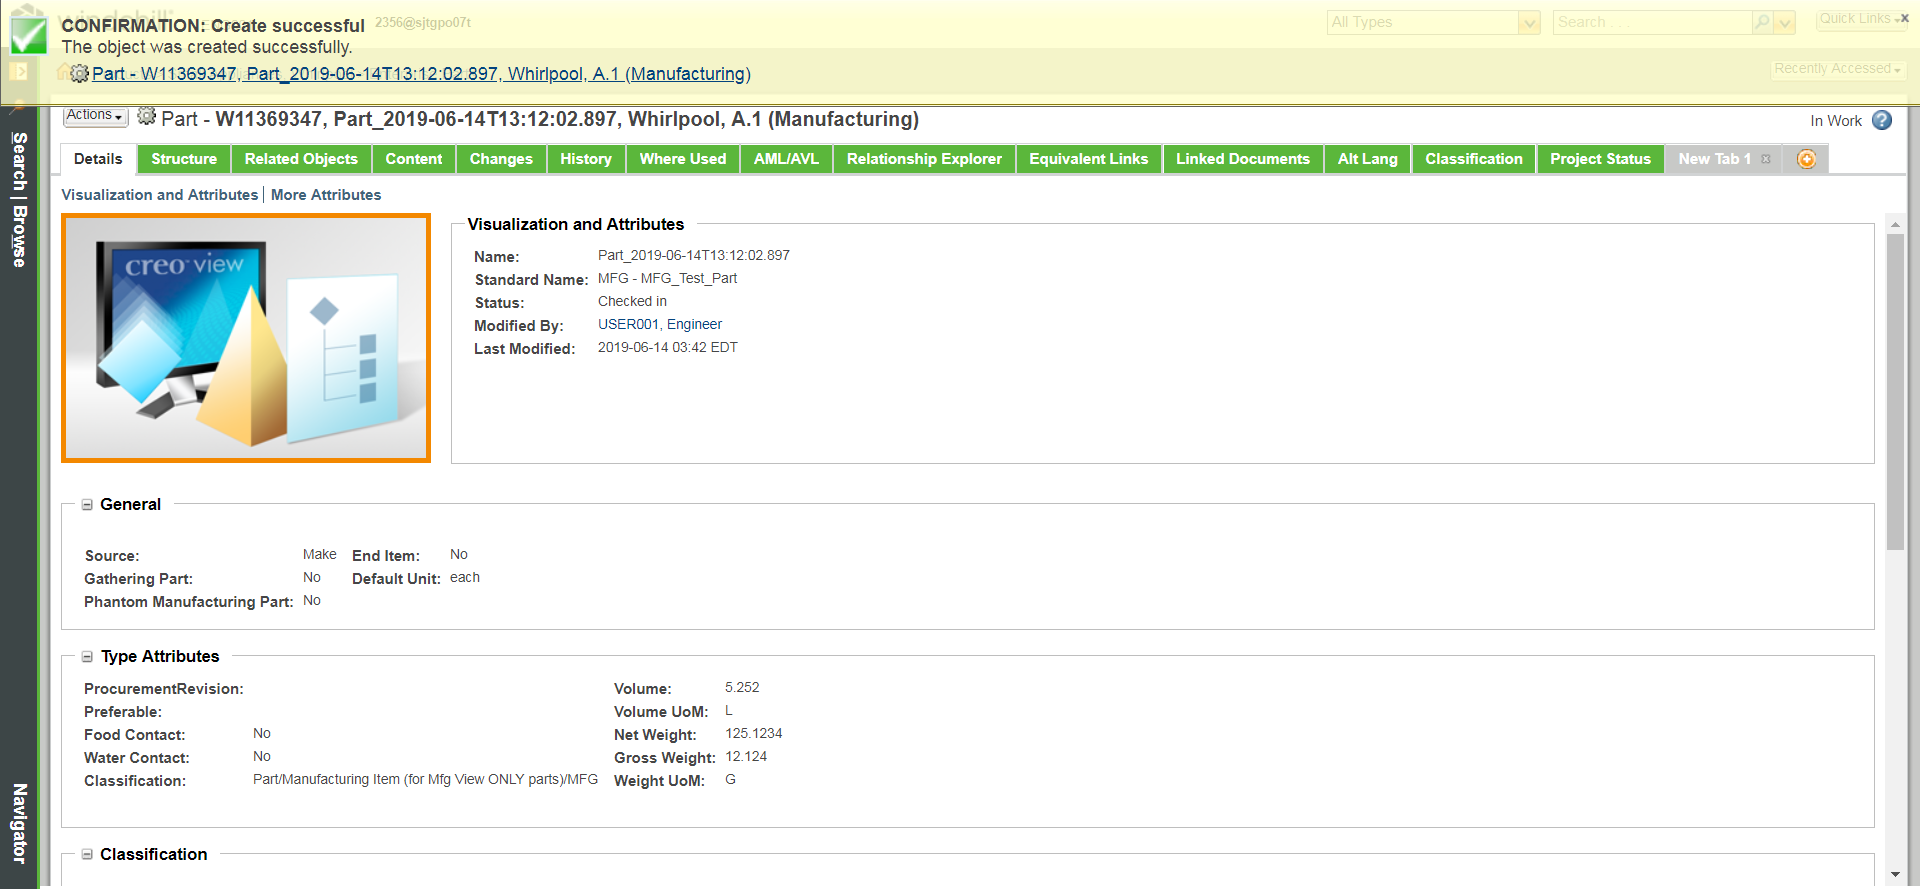 windchill
2356@sjtgpo07t
All Types
Search . . .
Quick Links
CONFIRMATION: Create successful
The object was created successfully.
Part - W11369347, Part_2019-06-14T13:12:02.897, Whirlpool, A.1 (Manufacturing)
Recently Accessed
Search | Browse
Navigator
Actions
Part - W11369347, Part_2019-06-14T13:12:02.897, Whirlpool, A.1 (Manufacturing)
In Work
Details Structure Related Objects Content Changes History Where Used AML/AVL Relationship Explorer Equivalent Links Linked Documents Alt Lang Classification Project Status New Tab 1
Visualization and Attributes | More Attributes
creo view
Visualization and Attributes
Name: Part_2019-06-14T13:12:02.897
Standard Name: MFG - MFG_Test_Part
Status: Checked in
Modified By: USER001, Engineer
Last Modified: 2019-06-14 03:42 EDT
General
Source: Make End Item: No
Gathering Part: No Default Unit: each
Phantom Manufacturing Part: No
Type Attributes
ProcurementRevision: Volume: 5.252
Preferable: Volume UoM: L
Food Contact: No Net Weight: 125.1234
Water Contact: No Gross Weight: 12.124
Classification: Part/Manufacturing Item (for Mfg View ONLY parts)/MFG Weight UoM: G
Classification